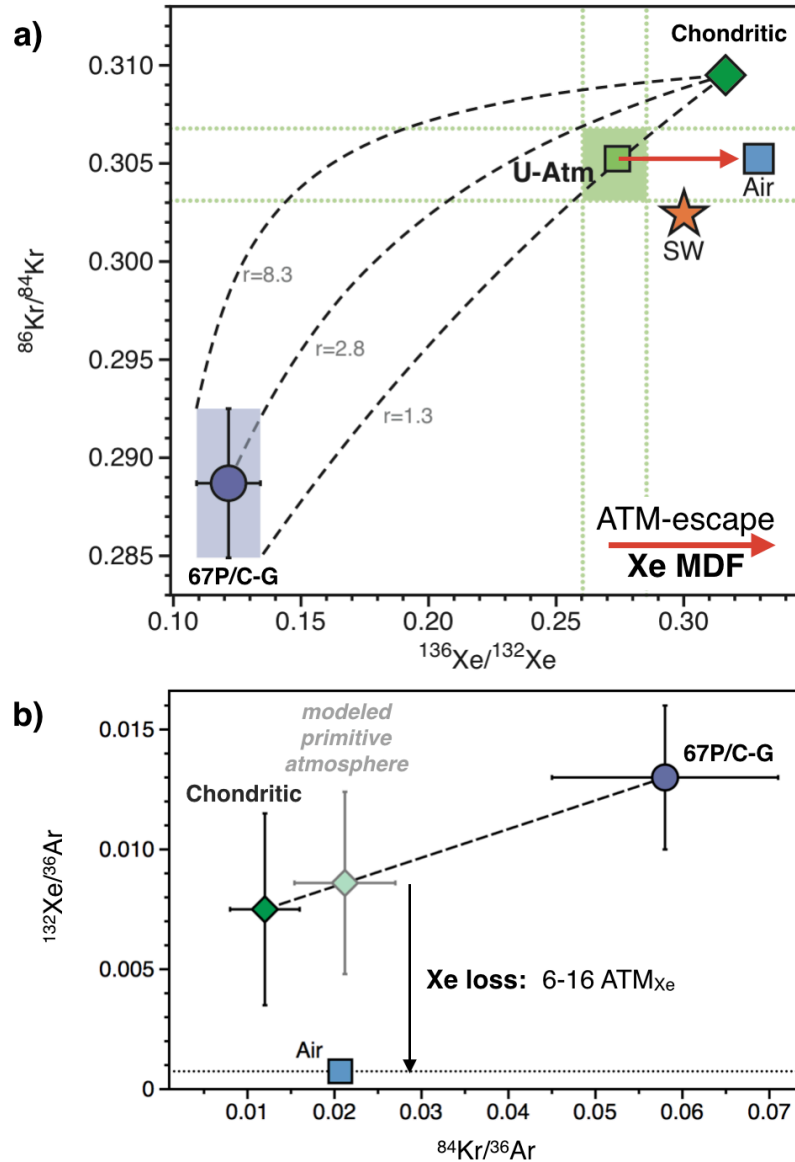 a)
Chondritic
0.310
0.305
U-Atm
Air
SW
0.300
r=8.3
⁸⁶Kr/⁸⁴Kr
0.295
r=2.8
r=1.3
0.290
ATM-escape
Xe MDF
0.285
67P/C-G
0.10 0.15 0.20 0.25 0.30
¹³⁶Xe/¹³²Xe
b)
modeled
primitive
atmosphere
0.015
67P/C-G
Chondritic
0.010
¹³²Xe/³⁶Ar
0.005
Xe loss: 6-16 ATM_Xe
Air
0
0.01 0.02 0.03 0.04 0.05 0.06 0.07
⁸⁴Kr/³⁶Ar